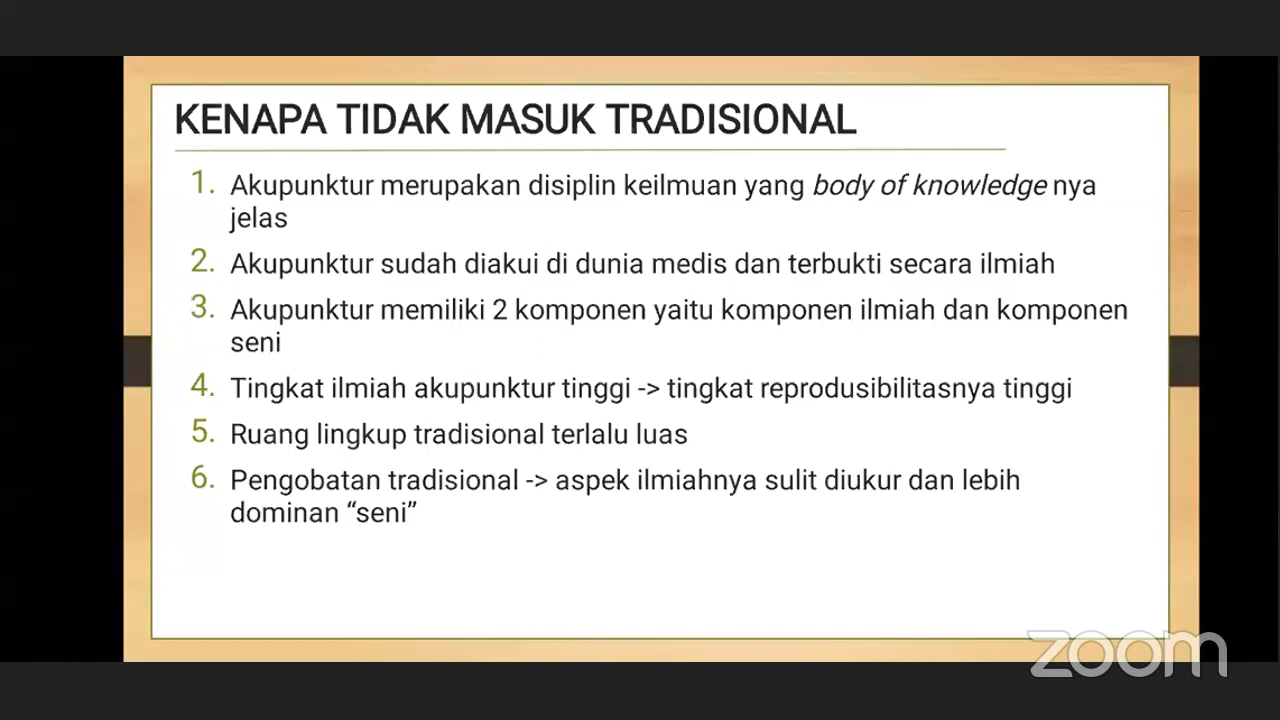 KENAPA TIDAK MASUK TRADISIONAL
1. Akupunktur merupakan disiplin keilmuan yang body of knowledge nya
jelas
2. Akupunktur sudah diakui di dunia medis dan terbukti secara ilmiah
3. Akupunktur memiliki 2 komponen yaitu komponen ilmiah dan komponen
seni
4. Tingkat ilmiah akupunktur tinggi -> tingkat reprodusibilitasnya tinggi
5. Ruang lingkup tradisional terlalu luas
6. Pengobatan tradisional -> aspek ilmiahnya sulit diukur dan lebih
dominan “seni”
zoom